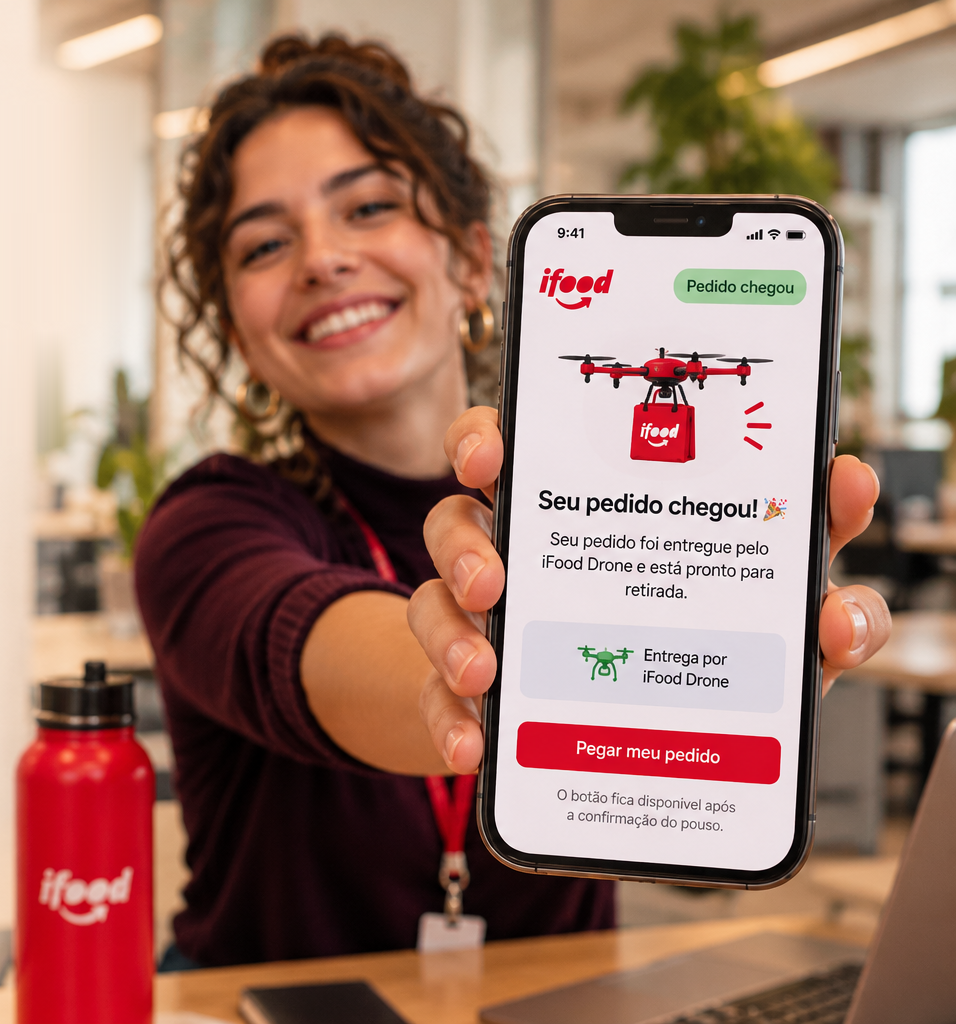 9:41
ifood
Pedido chegou
ifood
Seu pedido chegou! 🎉
Seu pedido foi entregue pelo
iFood Drone e está pronto para
retirada.
Entrega por
iFood Drone
Pegar meu pedido
O botão fica disponivel após
a confirmação do pouso.
ifood